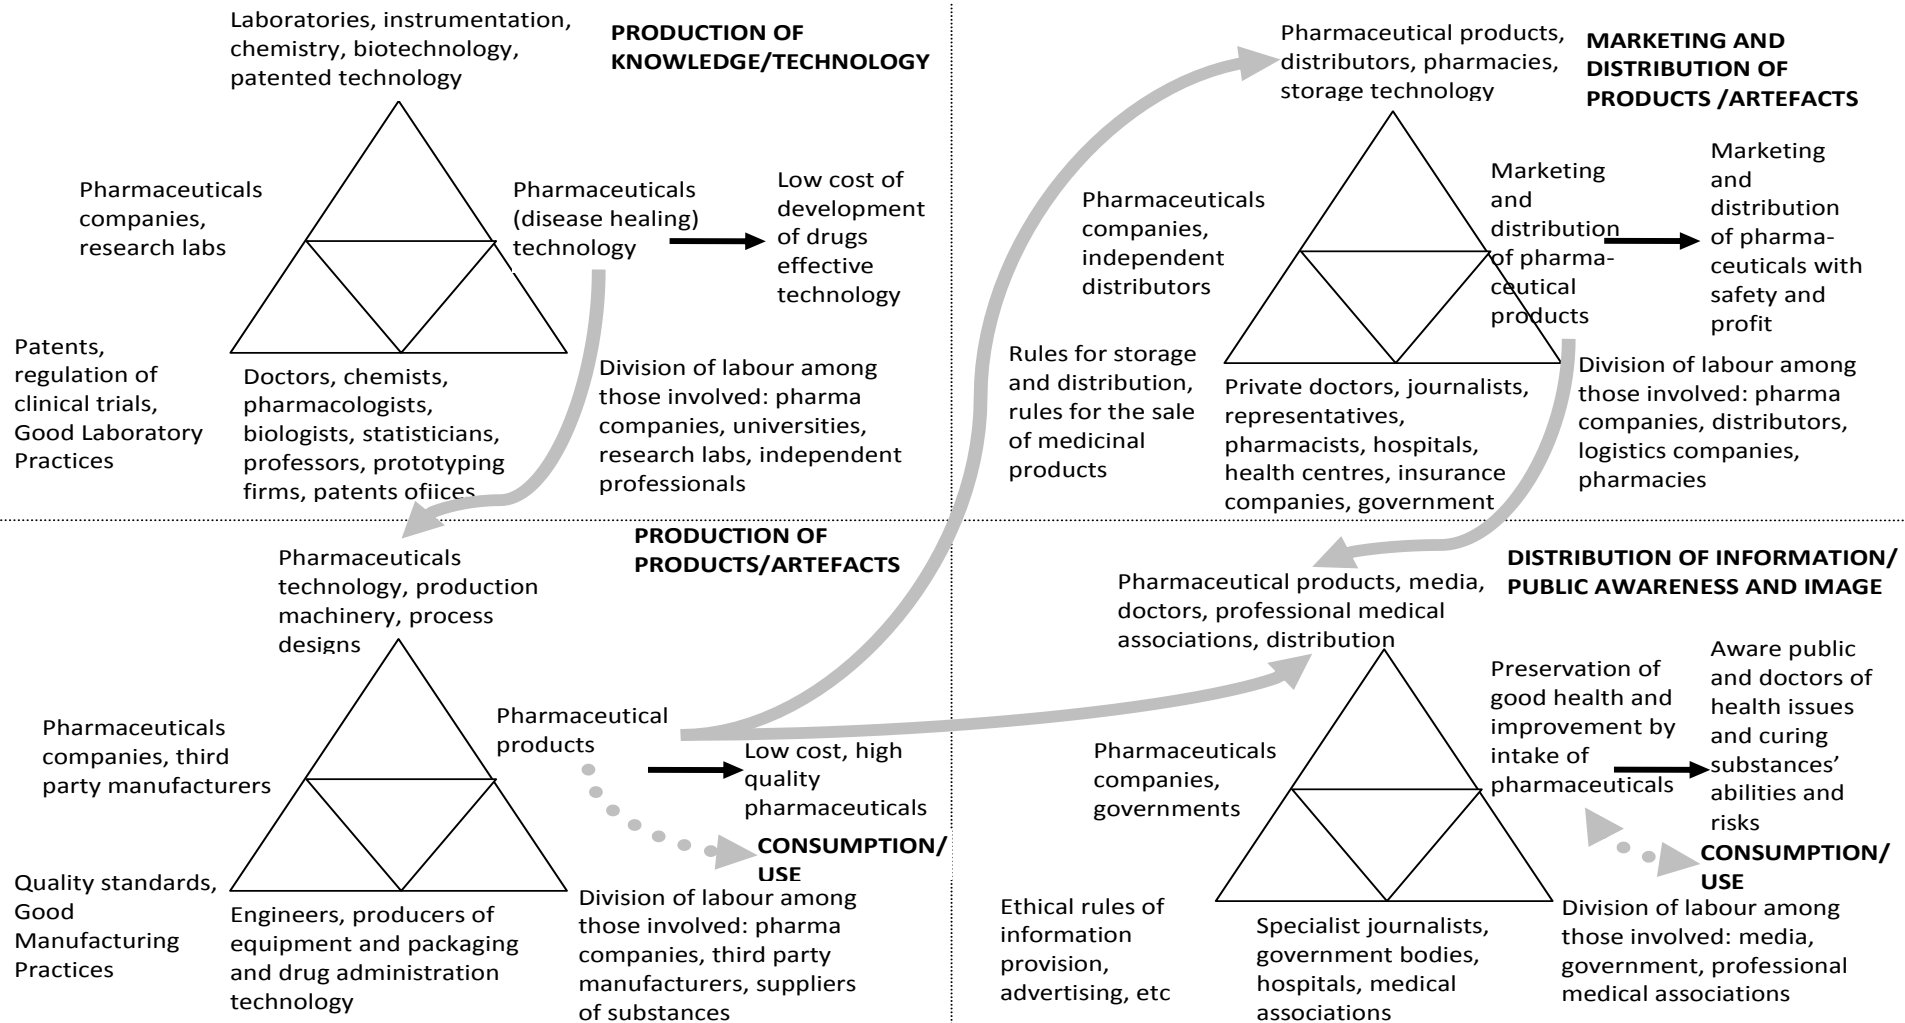 Laboratories, instrumentation,
chemistry, biotechnology,
patented technology
PRODUCTION OF
KNOWLEDGE/TECHNOLOGY
Pharmaceuticals
companies,
research labs
Pharmaceuticals
(disease healing)
technology
Low cost of
development
of drugs
effective
technology
Patents,
regulation of
clinical trials,
Good Laboratory
Practices
Doctors, chemists,
pharmacologists,
biologists, statisticians,
professors, prototyping
firms, patents ofiices
Division of labour among
those involved: pharma
companies, universities,
research labs, independent
professionals
Pharmaceutical products,
distributors, pharmacies,
storage technology
MARKETING AND
DISTRIBUTION OF
PRODUCTS /ARTEFACTS
Pharmaceuticals
companies,
independent
distributors
Marketing
and
distribution
of pharma-
ceutical
products
Marketing
and
distribution
of pharma-
ceuticals with
safety and
profit
Rules for storage
and distribution,
rules for the sale
of medicinal
products
Private doctors, journalists,
representatives,
pharmacists, hospitals,
health centres, insurance
companies, government
Division of labour among
those involved: pharma
companies, distributors,
logistics companies,
pharmacies
PRODUCTION OF
PRODUCTS/ARTEFACTS
Pharmaceuticals
technology, production
machinery, process
designs
Pharmaceuticals
companies, third
party manufacturers
Pharmaceutical
products
Low cost, high
quality
pharmaceuticals
CONSUMPTION/
USE
Quality standards,
Good
Manufacturing
Practices
Engineers, producers of
equipment and packaging
and drug administration
technology
Division of labour among
those involved: pharma
companies, third party
manufacturers, suppliers
of substances
DISTRIBUTION OF INFORMATION/
PUBLIC AWARENESS AND IMAGE
Pharmaceutical products, media,
doctors, professional medical
associations, distribution
Pharmaceuticals
companies,
governments
Preservation of
good health and
improvement by
intake of
pharmaceuticals
Aware public
and doctors of
health issues
and curing
substances’
abilities and
risks
CONSUMPTION/
USE
Ethical rules of
information
provision,
advertising, etc
Specialist journalists,
government bodies,
hospitals, medical
associations
Division of labour among
those involved: media,
government, professional
medical associations